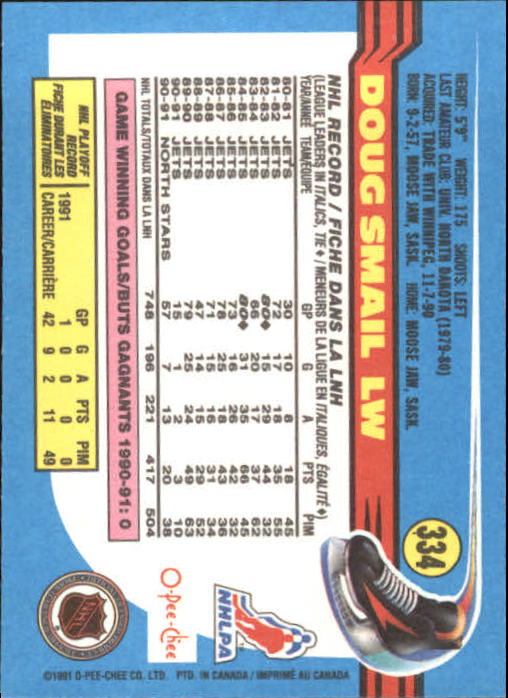 334
HEIGHT: 5'9" WEIGHT: 175 SHOOTS: LEFT
LAST AMATEUR CLUB: UNIV. NORTH DAKOTA (1979-80)
ACQUIRED: TRADE WITH WINNIPEG, 11-7-90
BORN: 9-2-57, MOOSE JAW, SASK. HOME: MOOSE JAW, SASK.
DOUG SMAIL LW
NHL RECORD / FICHE DANS LA LNH
(LEAGUE LEADERS IN ITALICS, TIE♦ / MENEURS DE LA LIGUE EN ITALIQUES, ÉGALITÉ♦)
YEAR/ANNÉE TEAM/ÉQUIPE GP G A PTS PIM
80-81 JETS 30 10 8 18 45
81-82 JETS 72 17 18 35 55
82-83 JETS 80♦ 15 29 44 32
83-84 JETS 66 20 17 37 62
84-85 JETS 80♦ 31 35 66 45
85-86 JETS 73 16 26 42 32
86-87 JETS 78 25 18 43 36
87-88 JETS 71 15 16 31 34
88-89 JETS 47 14 15 29 52
89-90 JETS 79 25 24 49 63
90-91 JETS 15 1 2 3 10
90-91 NORTH STARS 57 7 13 20 38
NHL TOTALS/TOTAUX DANS LA LNH 748 196 221 417 504
GAME WINNING GOALS/BUTS GAGNANTS 1990-91: 0
NHL PLAYOFF RECORD
FICHE DURANT LES ÉLIMINATOIRES
GP G A PTS PIM
1991 1 0 0 0 0
CAREER/CARRIÈRE 42 9 2 11 49
NHLPA
TM
O-Pee-Chee
NHL
©1991 O-PEE-CHEE CO. LTD. PTD. IN CANADA / IMPRIMÉ AU CANADA